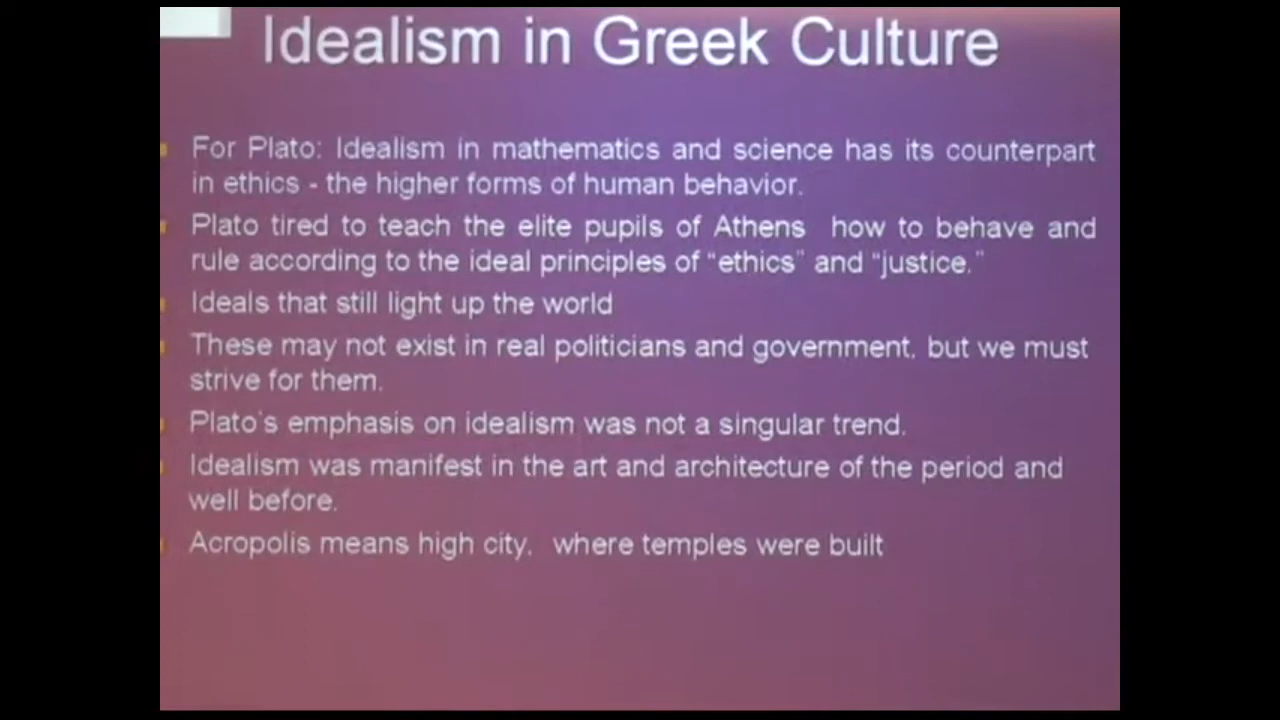 Idealism in Greek Culture
For Plato: Idealism in mathematics and science has its counterpart
in ethics - the higher forms of human behavior.
Plato tired to teach the elite pupils of Athens how to behave and
rule according to the ideal principles of “ethics” and “justice.”
Ideals that still light up the world
These may not exist in real politicians and government, but we must
strive for them.
Plato's emphasis on idealism was not a singular trend.
Idealism was manifest in the art and architecture of the period and
well before.
Acropolis means high city, where temples were built